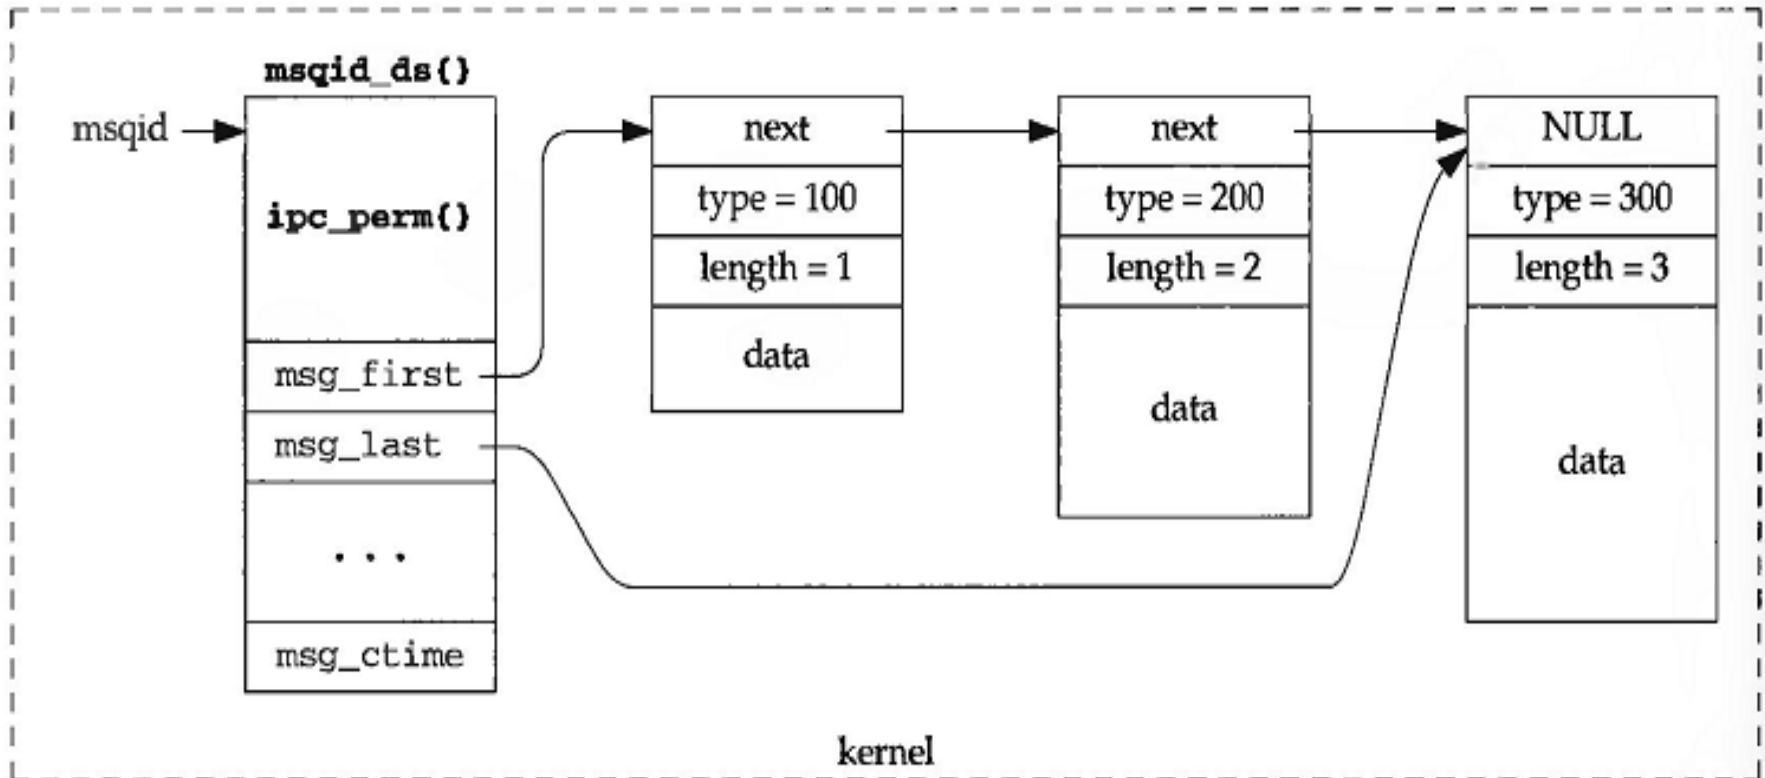 msqid_ds{}
msqid
ipc_perm{}
msg_first
msg_last
. . .
msg_ctime
next
type = 100
length = 1
data
next
type = 200
length = 2
data
NULL
type = 300
length = 3
data
kernel